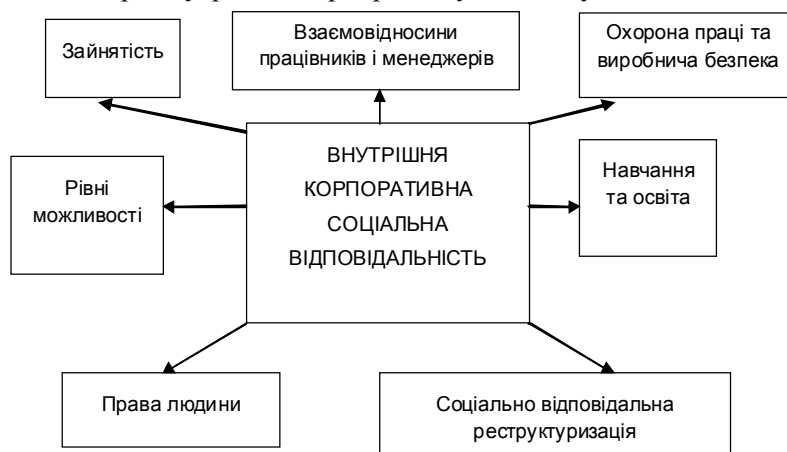 Зайнятість
Взаємовідносини
працівників і менеджерів
Охорона праці та
виробнича безпека
ВНУТРІШНЯ
КОРПОРАТИВНА
СОЦІАЛЬНА
ВІДПОВІДАЛЬНІСТЬ
Рівні
можливості
Навчання
та освіта
Права людини
Соціально відповідальна
реструктуризація